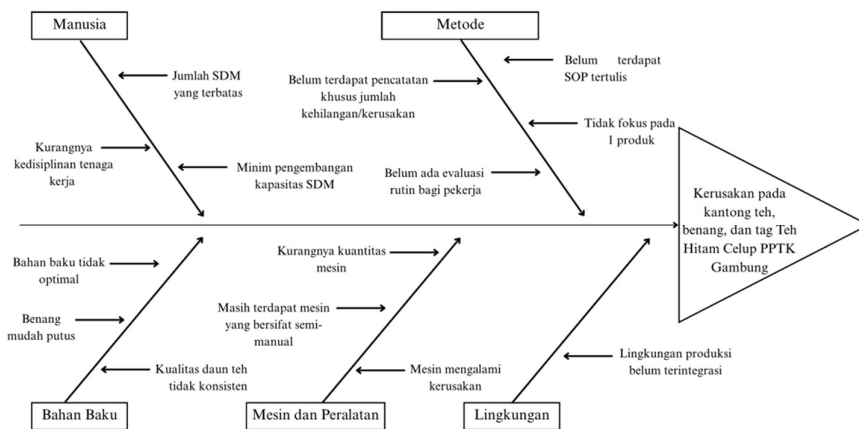 Manusia
Jumlah SDM
yang terbatas
Kurangnya
kedisiplinan tenaga
kerja
Minim pengembangan
kapasitas SDM
Metode
Belum terdapat
SOP tertulis
Belum terdapat pencatatan
khusus jumlah
kehilangan/kerusakan
Tidak fokus pada
1 produk
Belum ada evaluasi
rutin bagi pekerja
Kerusakan pada
kantong teh,
benang, dan tag Teh
Hitam Celup PPTK
Gambung
Bahan baku tidak
optimal
Benang
mudah putus
Kualitas daun teh
tidak konsisten
Bahan Baku
Kurangnya kuantitas
mesin
Masih terdapat mesin
yang bersifat semi-
manual
Mesin mengalami
kerusakan
Mesin dan Peralatan
Lingkungan produksi
belum terintegrasi
Lingkungan